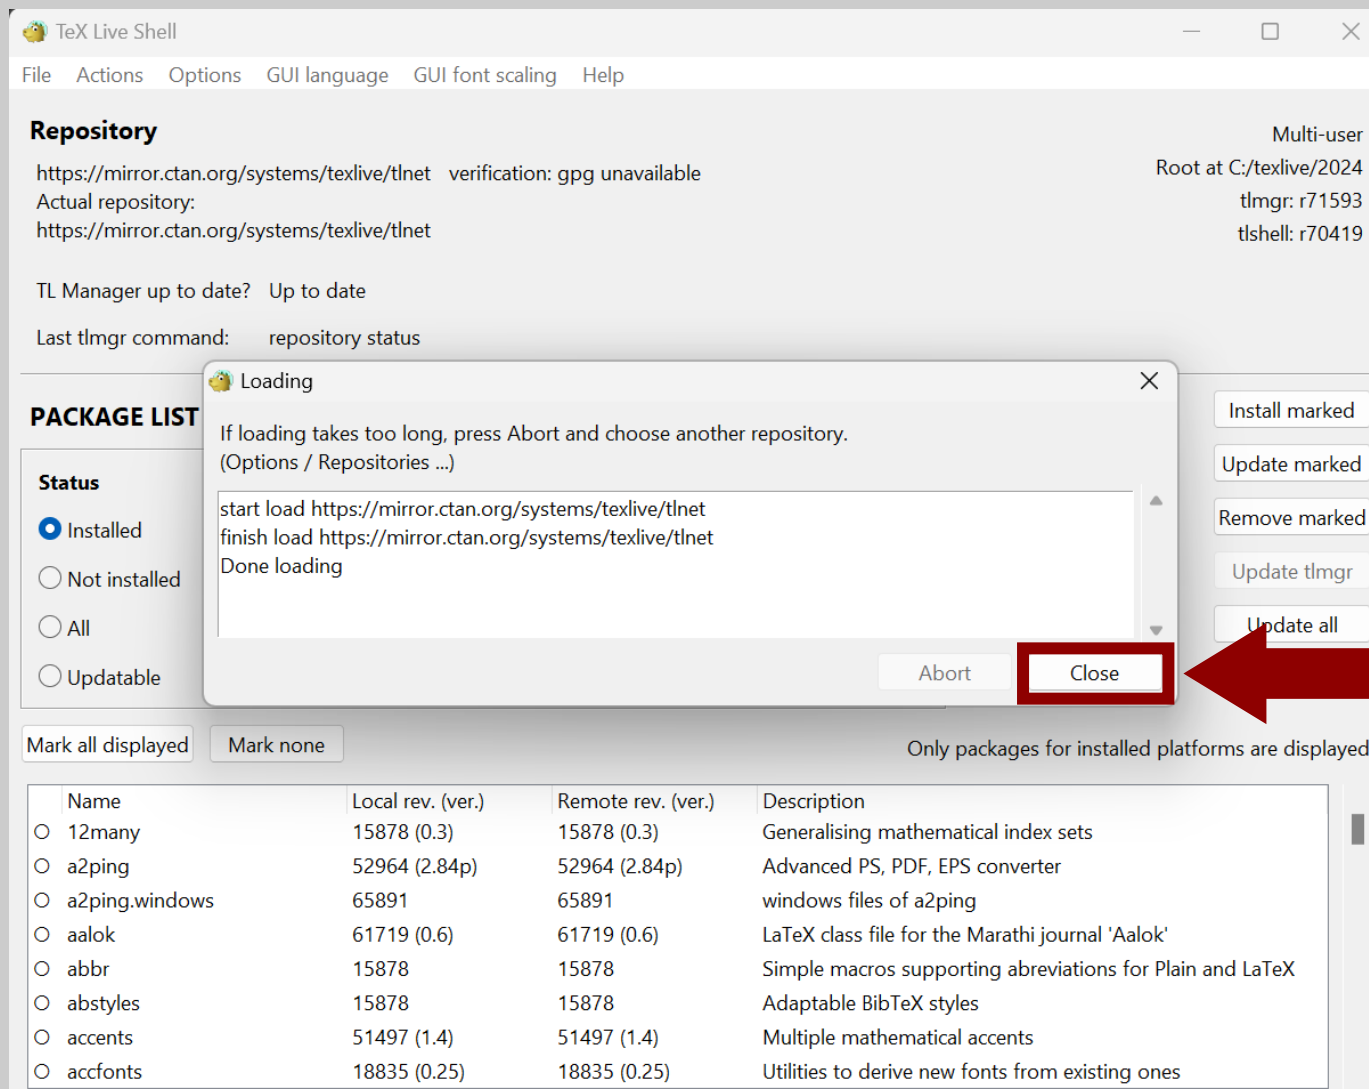 TeX Live Shell
File Actions Options GUI language GUI font scaling Help
Repository
https://mirror.ctan.org/systems/texlive/tlnet verification: gpg unavailable
Actual repository:
https://mirror.ctan.org/systems/texlive/tlnet
Multi-user
Root at C:/texlive/2024
tlmgr: r71593
tlshell: r70419
TL Manager up to date? Up to date
Last tlmgr command: repository status
PACKAGE LIST
Status
Installed
Not installed
All
Updatable
Loading
If loading takes too long, press Abort and choose another repository.
(Options / Repositories ...)
start load https://mirror.ctan.org/systems/texlive/tlnet
finish load https://mirror.ctan.org/systems/texlive/tlnet
Done loading
Abort Close
Install marked
Update marked
Remove marked
Update tlmgr
Update all
Mark all displayed Mark none
Only packages for installed platforms are displayed
Name Local rev. (ver.) Remote rev. (ver.) Description
12many 15878 (0.3) 15878 (0.3) Generalising mathematical index sets
a2ping 52964 (2.84p) 52964 (2.84p) Advanced PS, PDF, EPS converter
a2ping.windows 65891 65891 windows files of a2ping
aalok 61719 (0.6) 61719 (0.6) LaTeX class file for the Marathi journal 'Aalok'
abbr 15878 15878 Simple macros supporting abreviations for Plain and LaTeX
abstyles 15878 15878 Adaptable BibTeX styles
accents 51497 (1.4) 51497 (1.4) Multiple mathematical accents
accfonts 18835 (0.25) 18835 (0.25) Utilities to derive new fonts from existing ones